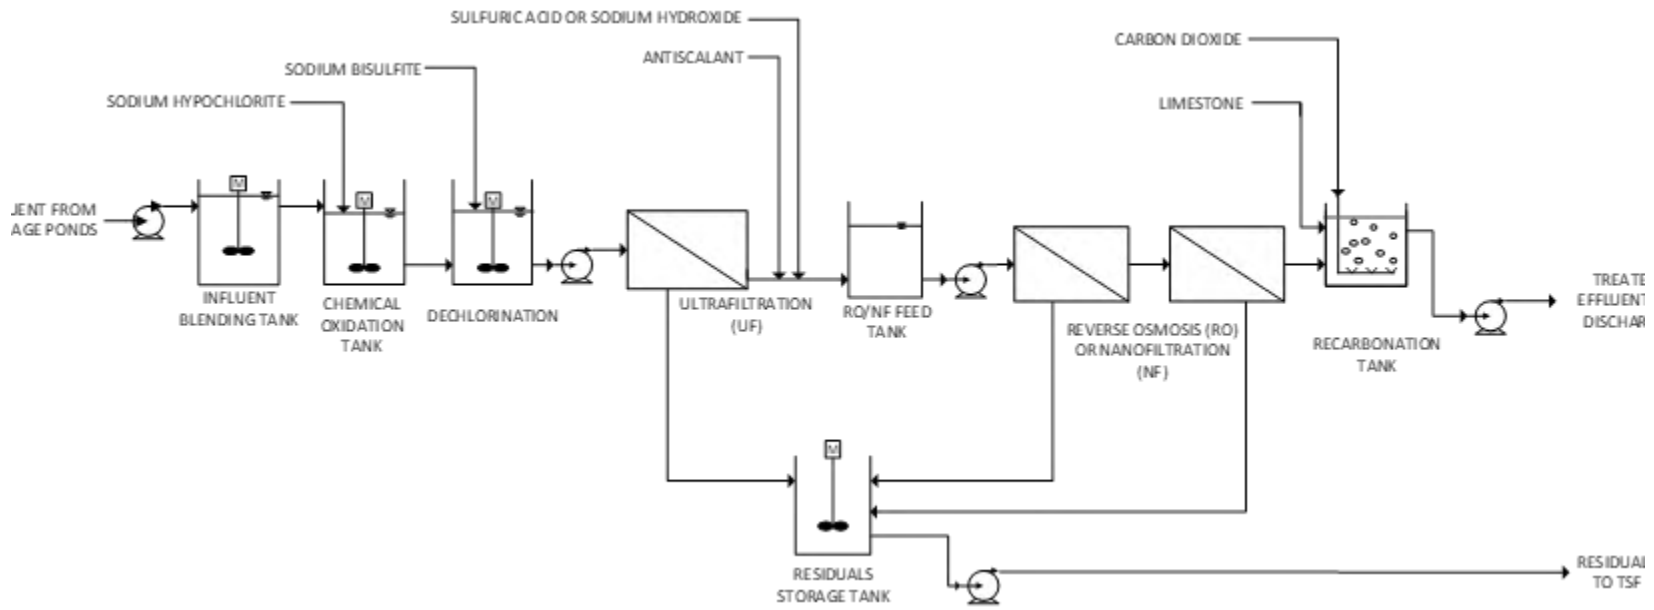 SULFURIC ACID OR SODIUM HYDROXIDE
CARBON DIOXIDE
ANTISCALANT
SODIUM BISULFITE
SODIUM HYPOCHLORITE
LIMESTONE
M
M
M
JENT FROM
AGE PONDS
INFLUENT
BLENDING TANK
CHEMICAL
OXIDATION
TANK
DECHLORINATION
ULTRAFILTRATION
(UF)
RO/NF FEED
TANK
REVERSE OSMOSIS (RO)
OR NANOFILTRATION
(NF)
RECARBONATION
TANK
TREATE
EFFLUENT
DISCHAR
M
RESIDUALS
STORAGE TANK
RESIDUAL
TO TSF